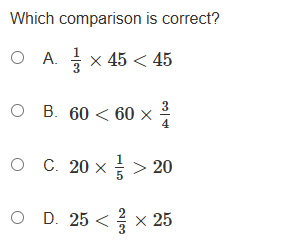 Which comparison is correct?
A. 1/3 × 45 < 45
B. 60 < 60 × 3/4
C. 20 × 1/5 > 20
D. 25 < 2/3 × 25